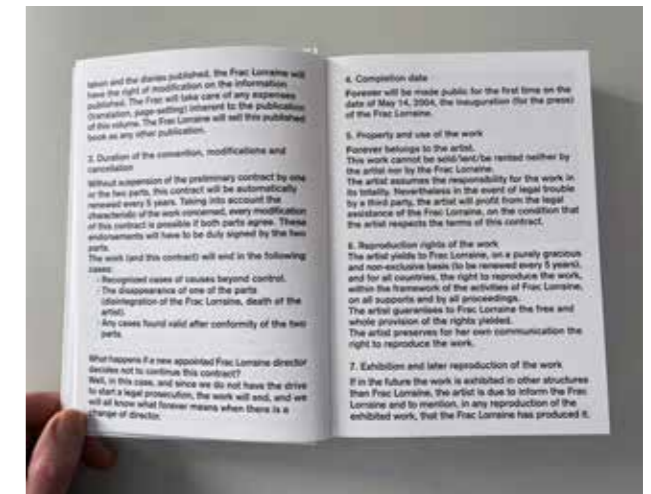 taken and the diaries published, the Frac Lorraine will
have the right of modification on the information
published. The Frac will take care of any expenses
(translation, page-setting) inherent to the publication
of this volume. The Frac Lorraine will sell this published
book as any other publication.
3. Duration of the convention, modifications and
cancellation
Without suspension of the preliminary contract by one
or the two parts, this contract will be automatically
renewed every 5 years. Taking into account the
characteristic of the work concerned, every modification
of this contract is possible if both parts agree. These
endorsements will have to be duly signed by the two
parts.
The work (and this contract) will end in the following
cases:
- Recognized cases of causes beyond control.
- The disappearance of one of the parts
(disintegration of the Frac Lorraine, death of the
artist).
- Any cases found valid after conformity of the two
parts.
What happens if a new appointed Frac Lorraine director
decides not to continue this contract?
Well, in this case, and since we do not have the drive
to start a legal prosecution, the work will end, and we
will all know what forever means when there is a
change of director.
4. Completion date
Forever will be made public for the first time on the
date of May 14, 2004, the inauguration (for the press)
of the Frac Lorraine.
5. Property and use of the work
Forever belongs to the artist.
This work cannot be sold/lent/be rented neither by
the artist nor by the Frac Lorraine.
The artist assumes the responsibility for the work in
its totality. Nevertheless in the event of legal trouble
by a third party, the artist will profit from the legal
assistance of the Frac Lorraine, on the condition that
the artist respects the terms of this contract.
6. Reproduction rights of the work
The artist yields to Frac Lorraine, on a purely gracious
and non-exclusive basis (to be renewed every 5 years),
and for all countries, the right to reproduce the work,
within the framework of the activities of Frac Lorraine,
on all supports and by all proceedings.
The artist guarantees to Frac Lorraine the free and
whole provision of the rights yielded.
The artist preserves for her own communication the
right to reproduce the work.
7. Exhibition and later reproduction of the work
If in the future the work is exhibited in other structures
than Frac Lorraine, the artist is due to inform the Frac
Lorraine and to mention, in any reproduction of the
exhibited work, that the Frac Lorraine has produced it.